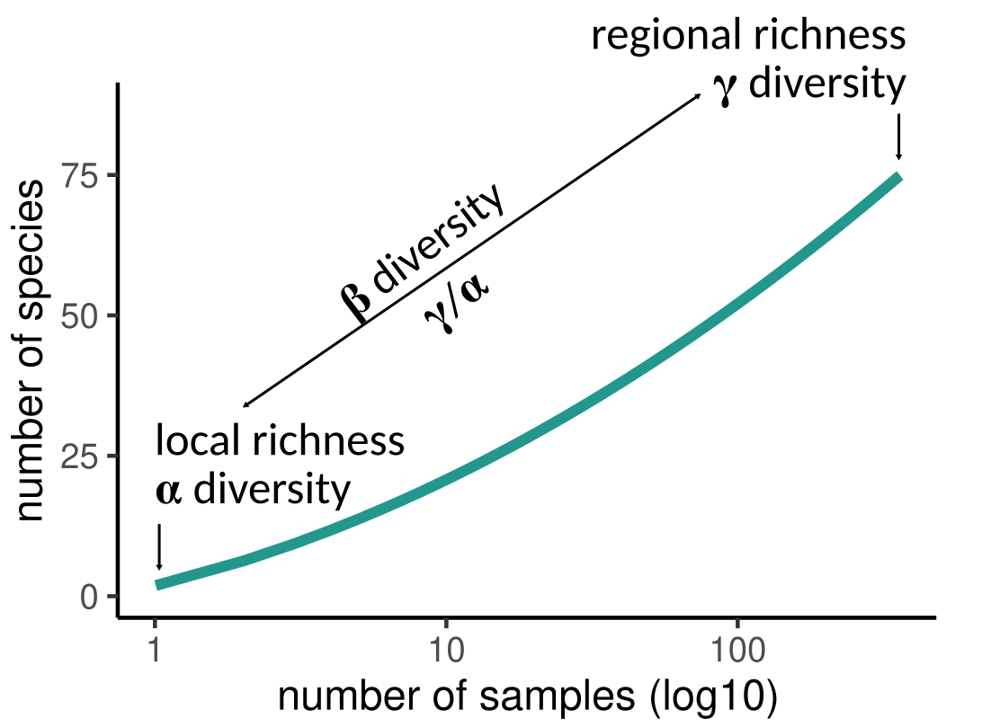 regional richness
γ diversity
β diversity
γ/α
local richness
α diversity
number of species
75
50
25
0
1
10
100
number of samples (log10)